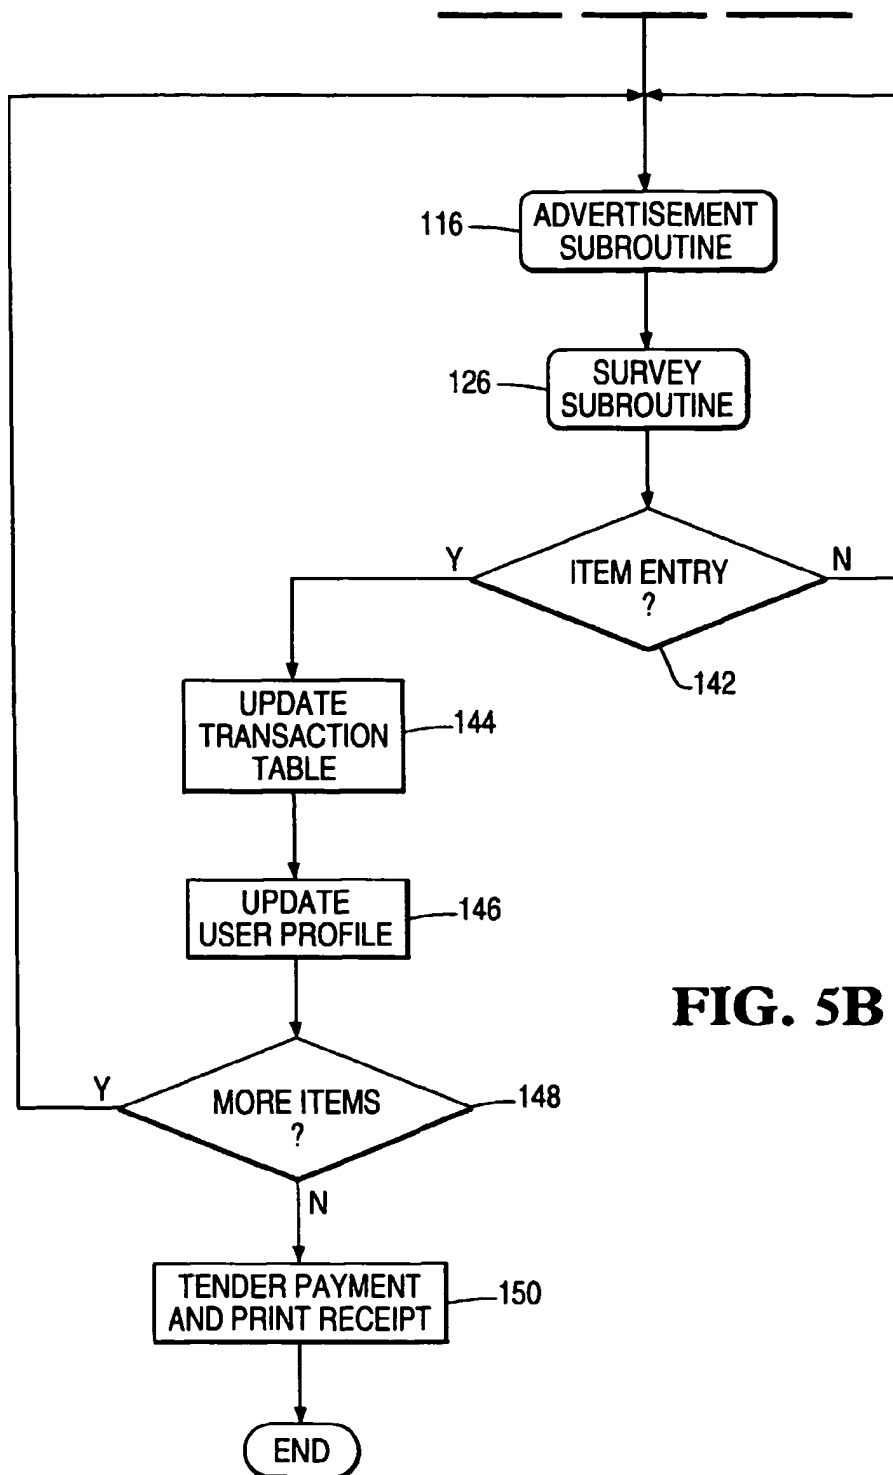 116
ADVERTISEMENT
SUBROUTINE
126
SURVEY
SUBROUTINE
Y
ITEM ENTRY
?
N
142
UPDATE
TRANSACTION
TABLE
144
UPDATE
USER PROFILE
146
FIG. 5B
Y
MORE ITEMS
?
148
N
TENDER PAYMENT
AND PRINT RECEIPT
150
END